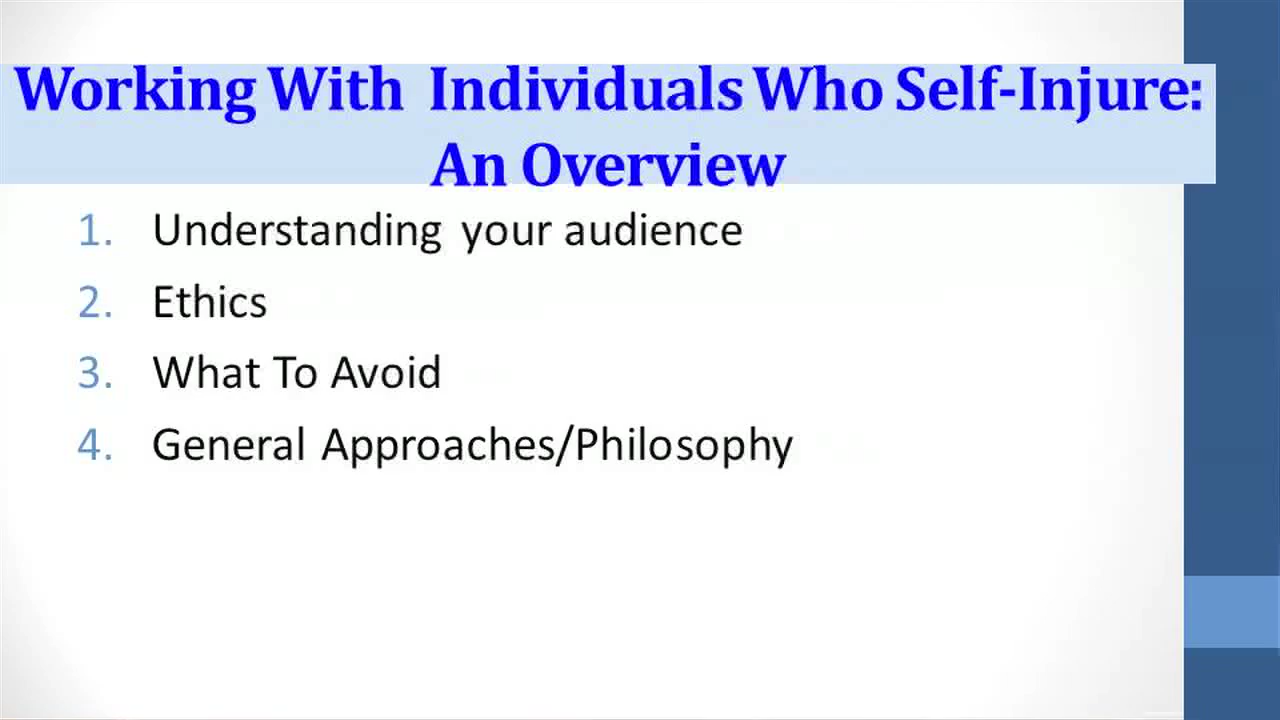 Working With Individuals Who Self-Injure:
An Overview
1. Understanding your audience
2. Ethics
3. What To Avoid
4. General Approaches/Philosophy